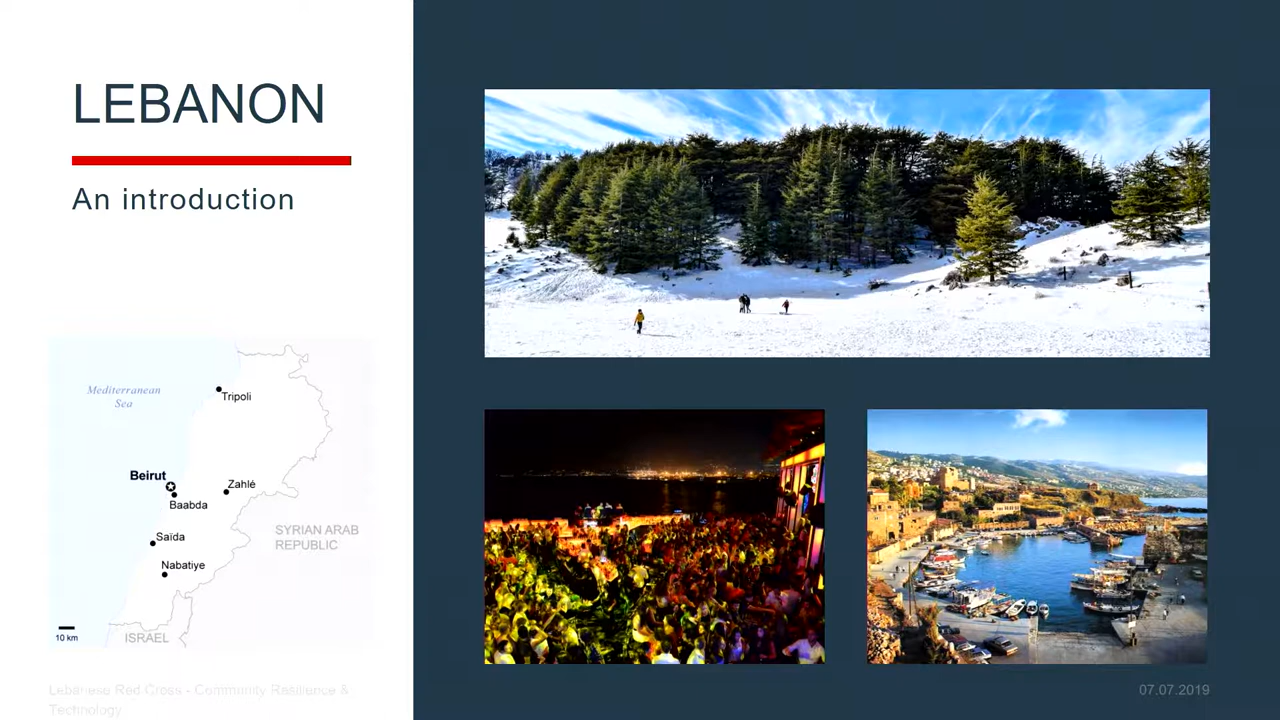 LEBANON
An introduction
Mediterranean
Sea
Tripoli
Beirut
Zahlé
Baabda
Saïda
SYRIAN ARAB
REPUBLIC
Nabatiye
10 km
ISRAEL
Lebanese Red Cross - Community Resilience &
Technology
07.07.2019